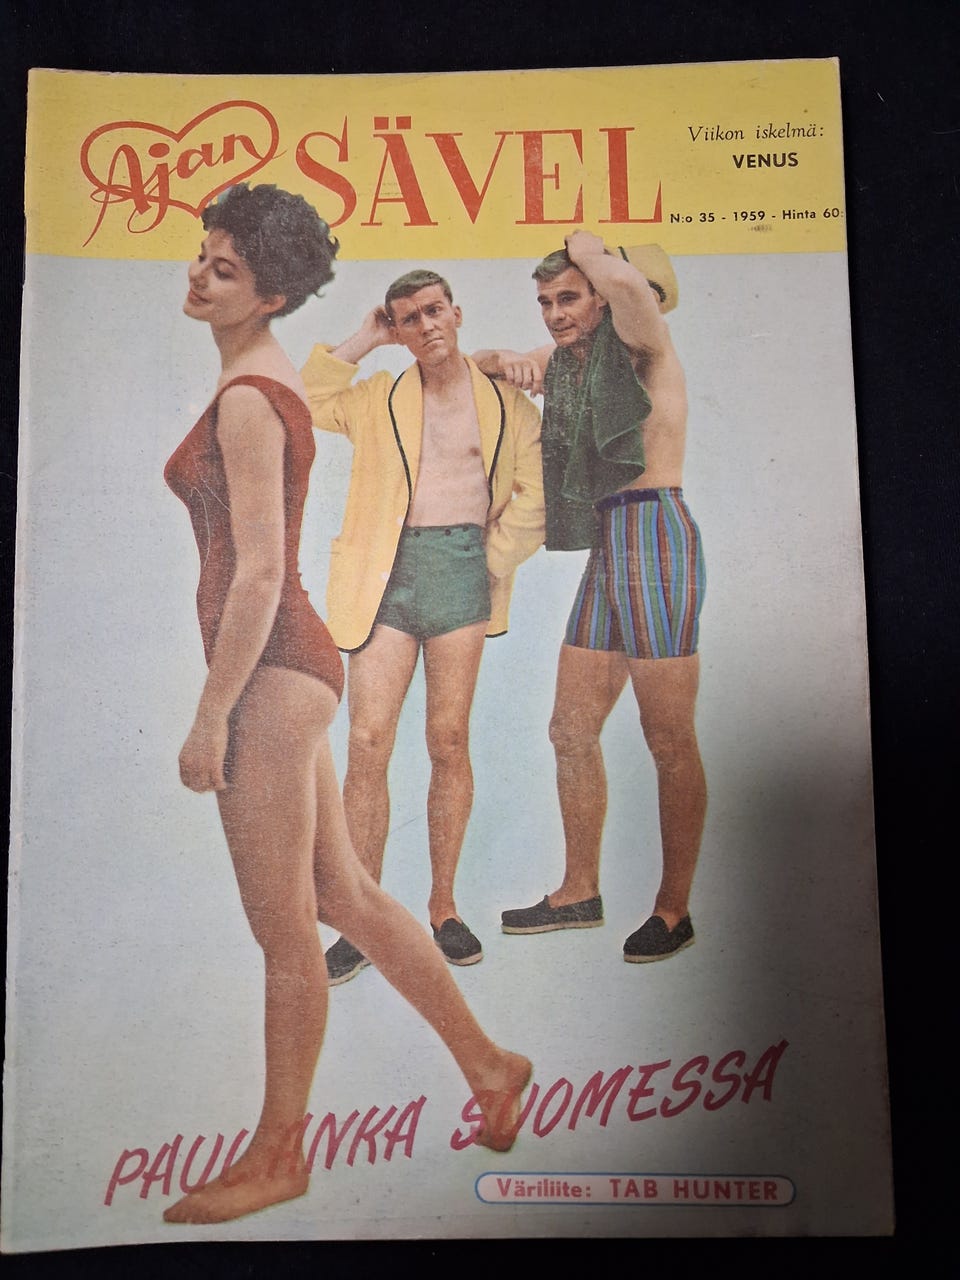 Ajan SÄVEL
Viikon iskelmä:
VENUS
N:o 35 - 1959 - Hinta 60:
PAUL ANKA SUOMESSA
Väriliite: TAB HUNTER